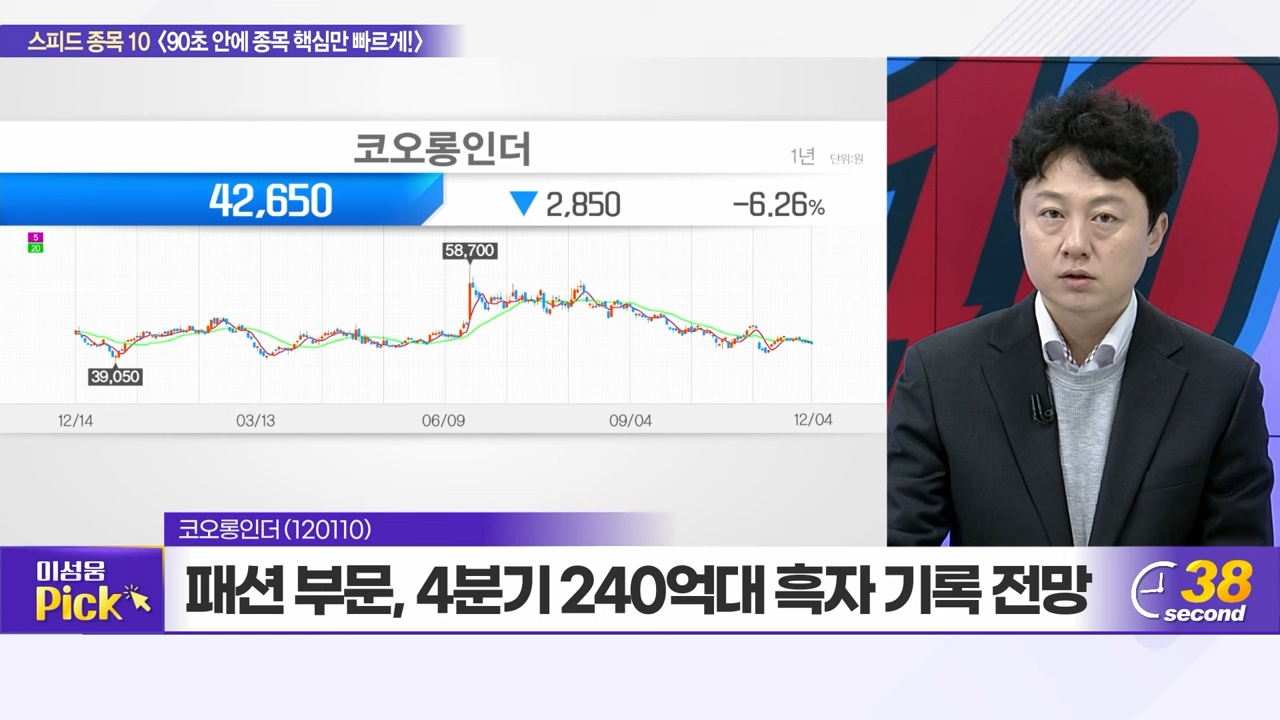 스피드 종목 10 〈90초 안에 종목 핵심만 빠르게!〉
코오롱인더
1년 단위:원
42,650 ▼ 2,850 -6.26%
5
20
58,700
39,050
12/14 03/13 06/09 09/04 12/04
10
코오롱인더(120110)
이성웅
Pick
패션 부문, 4분기 240억대 흑자 기록 전망
38
second